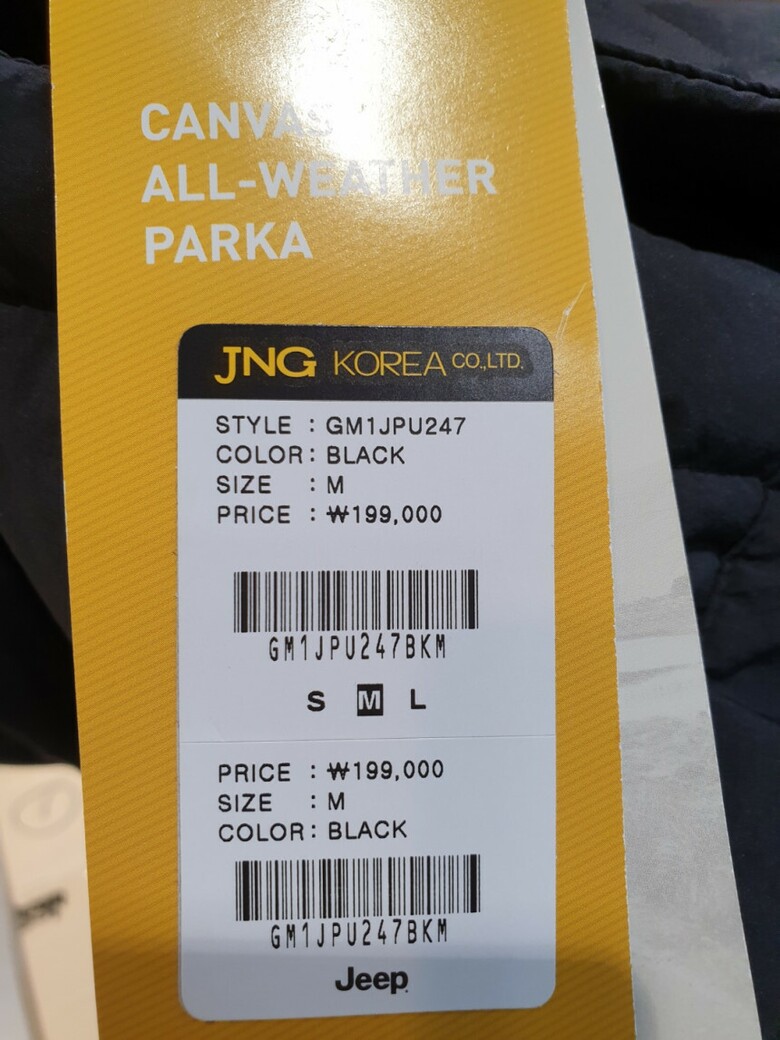 CANVAS
ALL-WEATHER
PARKA
JNG KOREA CO.,LTD.
STYLE : GM1JPU247
COLOR : BLACK
SIZE : M
PRICE : ₩199,000
GM1JPU247BKM
S M L
PRICE : ₩199,000
SIZE : M
COLOR : BLACK
GM1JPU247BKM
Jeep